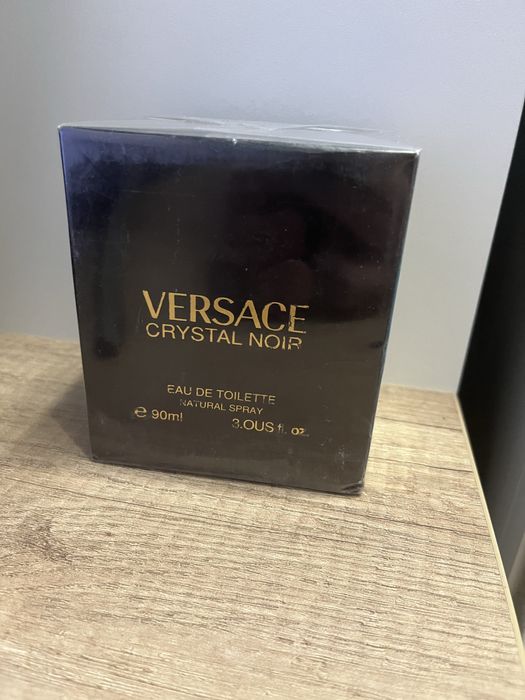 VERSACE
CRYSTAL NOIR
EAU DE TOILETTE
NATURAL SPRAY
e 90ml 3.0US fl. oz.